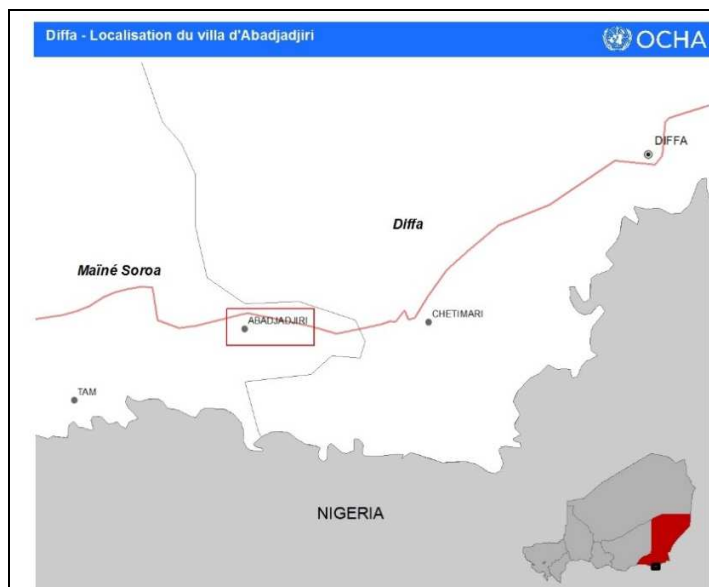 Diffa - Localisation du villa d'Abadjadjiri
OCHA
DIFFA
Diffa
Maïné Soroa
ABADJADJIRI
CHETIMARI
TAM
NIGERIA